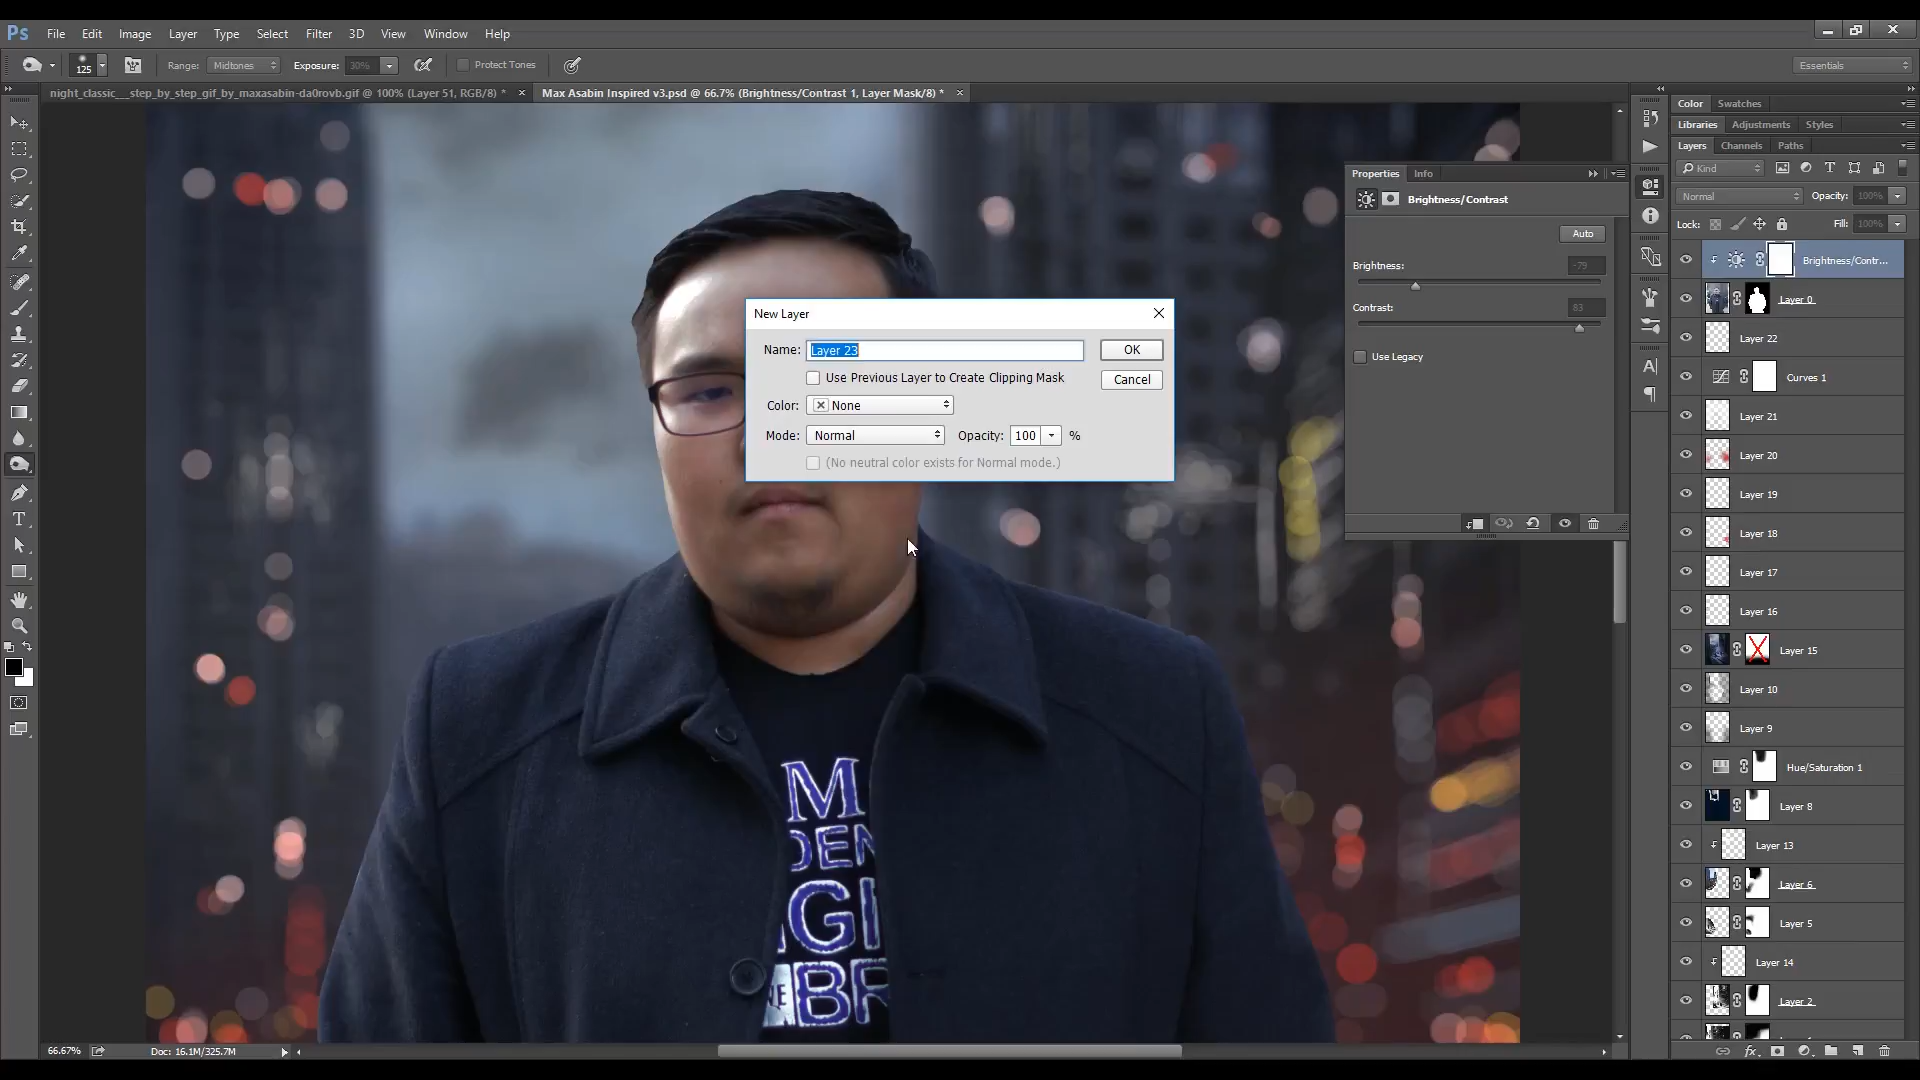 Ps File Edit Image Layer Type Select Filter 3D View Window Help
125 Range: Midtones Exposure: 30% Protect Tones Essentials
night_classic___step_by_step_gif_by_maxasabin-da0rovb.gif @ 100% (Layer 51, RGB/8) * × Max Asabin Inspired v3.psd @ 66.7% (Brightness/Contrast 1, Layer Mask/8) * ×
Color Swatches
Libraries Adjustments Styles
Layers Channels Paths
Kind
Normal Opacity: 100%
Lock: Fill: 100%
Brightness/Contr...
Layer 0
Layer 22
Curves 1
Layer 21
Layer 20
Layer 19
Layer 18
Layer 17
Layer 16
Layer 15
Layer 10
Layer 9
Hue/Saturation 1
Layer 8
Layer 13
Layer 6
Layer 5
Layer 14
Layer 2
Properties Info
Brightness/Contrast
Auto
Brightness: -79
Contrast: 83
Use Legacy
New Layer
Name: Layer 23 OK
Use Previous Layer to Create Clipping Mask Cancel
Color: None
Mode: Normal Opacity: 100 %
(No neutral color exists for Normal mode.)
M
DEN
GI
NE BR
66.67% Doc: 16.1M/325.7M